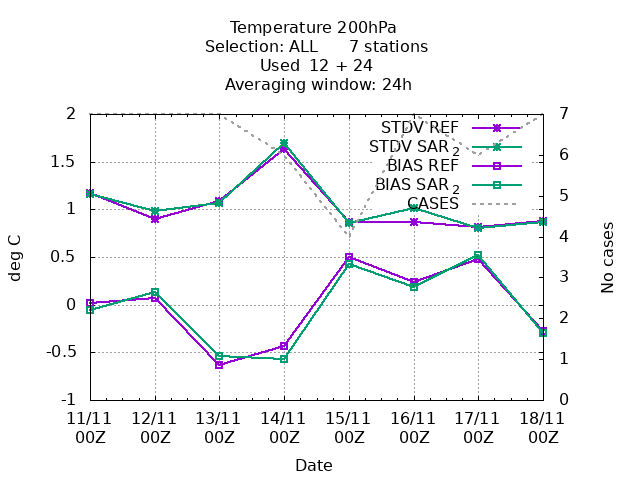 Temperature 200hPa
Selection: ALL 7 stations
Used 12 + 24
Averaging window: 24h
2
1.5
1
0.5
0
-0.5
-1
deg C
7
6
5
4
3
2
1
0
No cases
STDV REF
STDV SAR 2
BIAS REF
BIAS SAR 2
CASES
11/11 12/11 13/11 14/11 15/11 16/11 17/11 18/11
00Z 00Z 00Z 00Z 00Z 00Z 00Z 00Z
Date